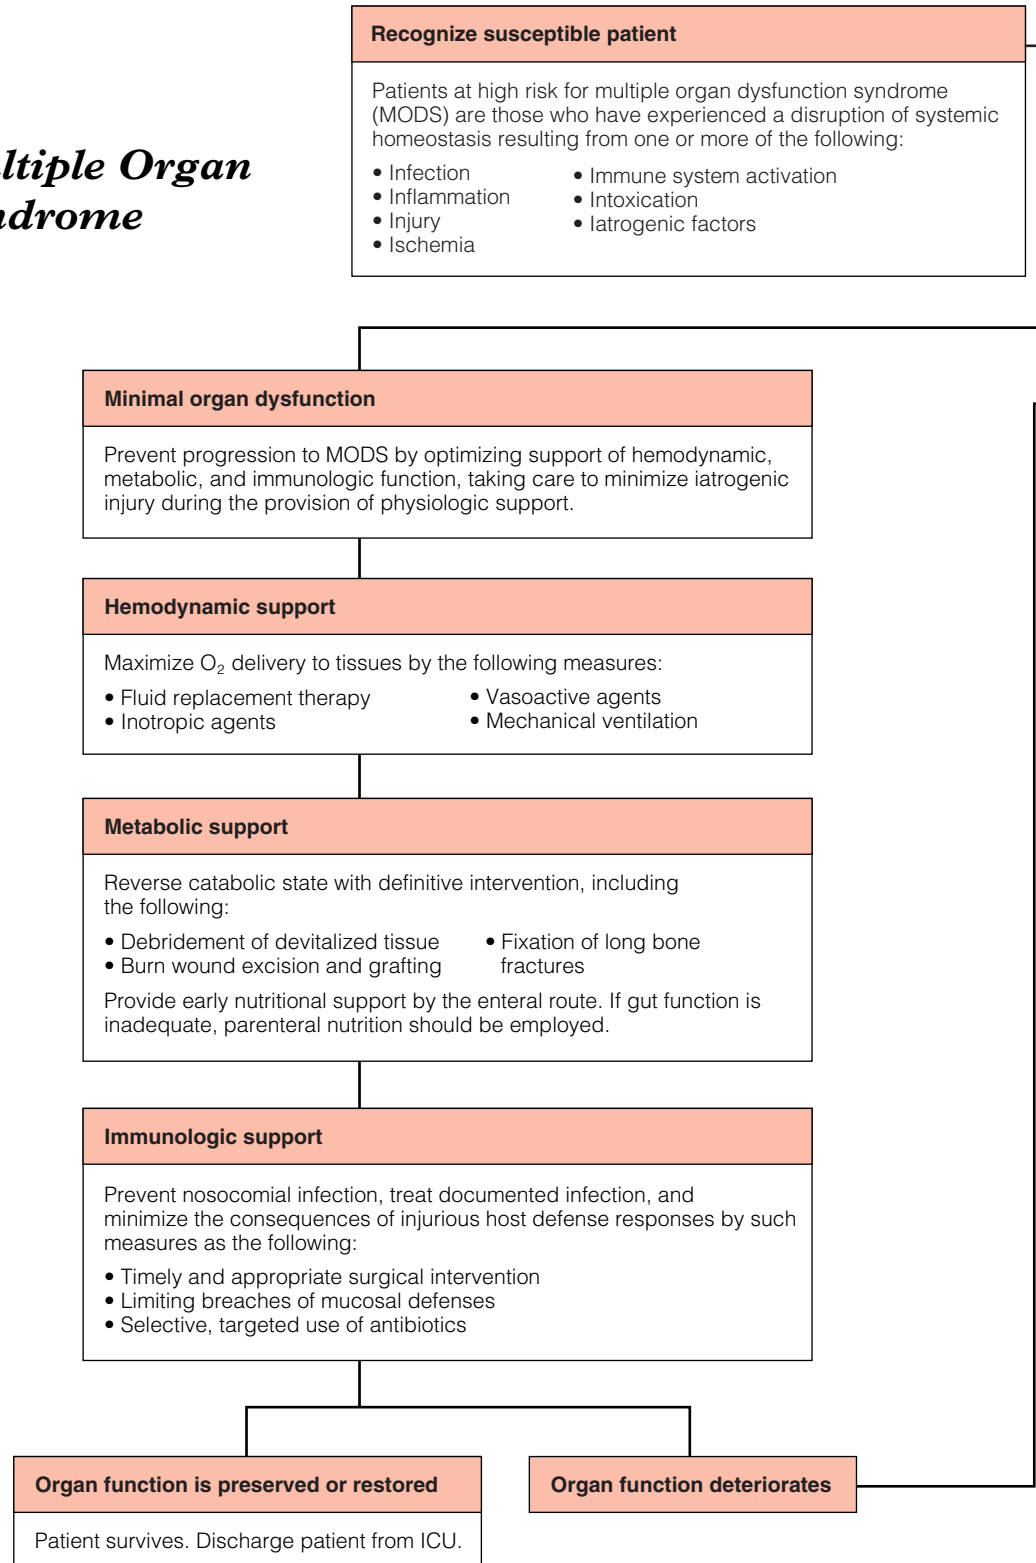 Recognize susceptible patient
Patients at high risk for multiple organ dysfunction syndrome
(MODS) are those who have experienced a disruption of systemic
homeostasis resulting from one or more of the following:
• Infection
• Inflammation
• Injury
• Ischemia
• Immune system activation
• Intoxication
• Iatrogenic factors
ltiple Organ
ndrome
Minimal organ dysfunction
Prevent progression to MODS by optimizing support of hemodynamic,
metabolic, and immunologic function, taking care to minimize iatrogenic
injury during the provision of physiologic support.
Hemodynamic support
Maximize O₂ delivery to tissues by the following measures:
• Fluid replacement therapy
• Inotropic agents
• Vasoactive agents
• Mechanical ventilation
Metabolic support
Reverse catabolic state with definitive intervention, including
the following:
• Debridement of devitalized tissue
• Burn wound excision and grafting
• Fixation of long bone
fractures
Provide early nutritional support by the enteral route. If gut function is
inadequate, parenteral nutrition should be employed.
Immunologic support
Prevent nosocomial infection, treat documented infection, and
minimize the consequences of injurious host defense responses by such
measures as the following:
• Timely and appropriate surgical intervention
• Limiting breaches of mucosal defenses
• Selective, targeted use of antibiotics
Organ function is preserved or restored
Patient survives. Discharge patient from ICU.
Organ function deteriorates